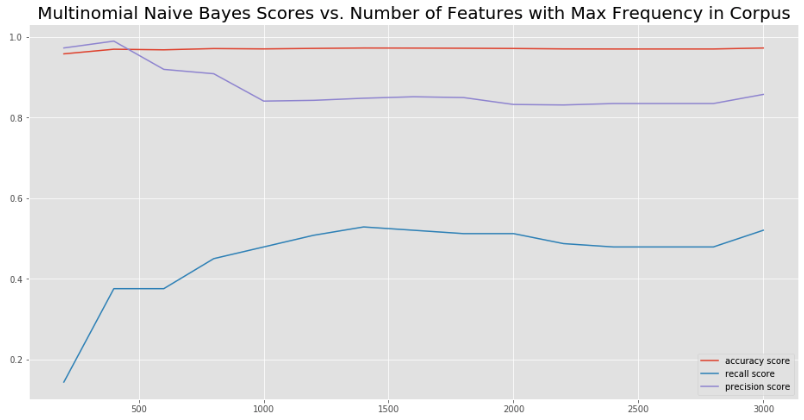 Multinomial Naive Bayes Scores vs. Number of Features with Max Frequency in Corpus
1.0
0.8
0.6
0.4
0.2
500
1000
1500
2000
2500
3000
accuracy score
recall score
precision score